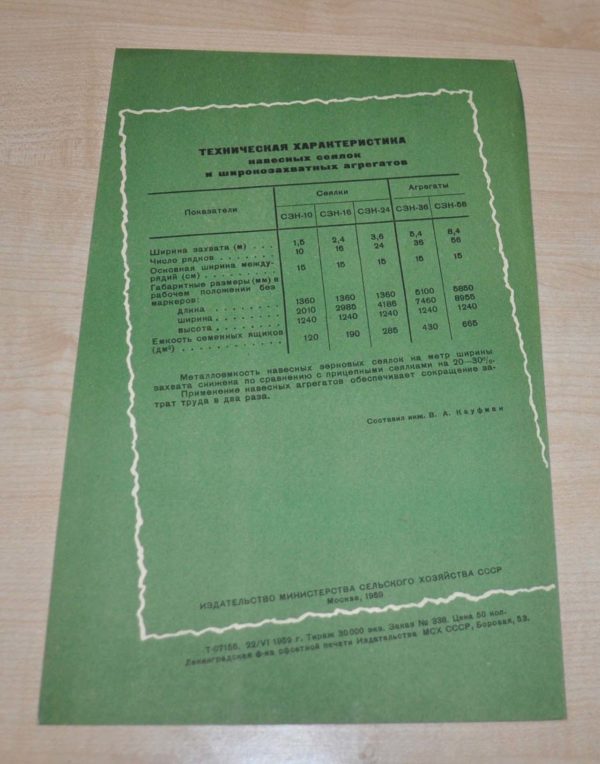 ТЕХНИЧЕСКАЯ ХАРАКТЕРИСТИКА
навесных сеялок
и широкозахватных агрегатов
Показатели Сеялки Агрегаты
СЗН-10 СЗН-16 СЗН-24 СЗН-36 СЗН-56
Ширина захвата (м) . . . 1,5 2,4 3,6 5,4 8,4
Число рядков . . . . . . . 10 16 24 36 56
Основная ширина между-
рядий (см) . . . . . . . . . 15 15 15 15 15
Габаритные размеры (мм) в
рабочем положении без
маркеров:
длина . . . . . . . . 1360 1360 1360 5100 5850
ширина . . . . . . . . 2010 2985 4185 7450 8955
высота . . . . . . . . 1240 1240 1240 1240 1240
Емкость семенных ящиков
(дм³) . . . . . . . . . . . . 120 190 285 430 665
Металлоемкость навесных зерновых сеялок на метр ширины
захвата снижена по сравнению с прицепными сеялками на 20—30%.
Применение навесных агрегатов обеспечивает сокращение за-
трат труда в два раза.
Составил инж. В. А. Кауфман
ИЗДАТЕЛЬСТВО МИНИСТЕРСТВА СЕЛЬСКОГО ХОЗЯЙСТВА СССР
Москва, 1959
Т-07156. 22/VI 1959 г. Тираж 30 000 экз. Заказ № 338. Цена 50 коп.
Ленинградская ф-ка офсетной печати Издательства МСХ СССР, Боровая, 53.